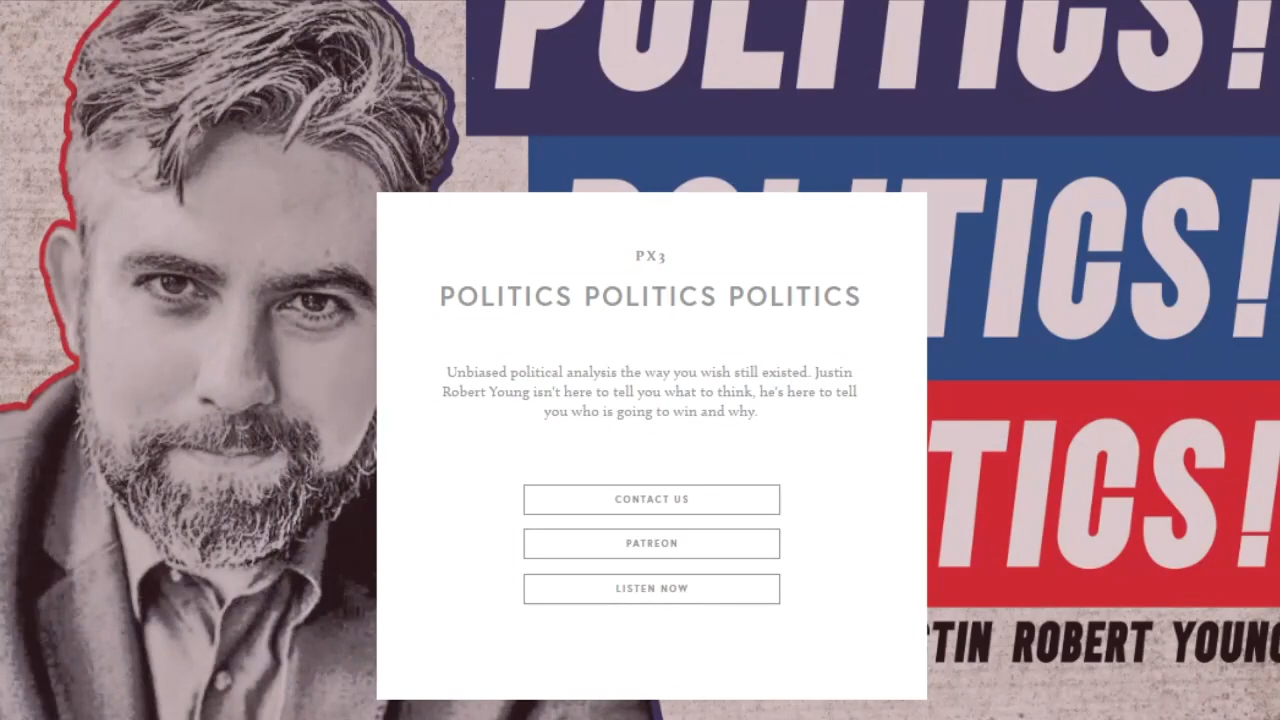 POLITICS!
POLITICS!
PX3
POLITICS POLITICS POLITICS
Unbiased political analysis the way you wish still existed. Justin
Robert Young isn't here to tell you what to think, he's here to tell
you who is going to win and why.
CONTACT US
PATREON
LISTEN NOW
TICS!
STIN ROBERT YOUNG